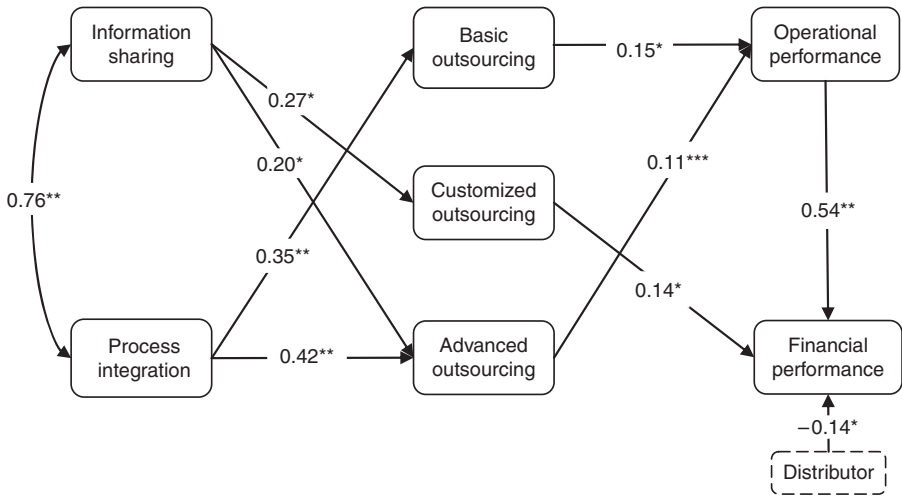 Information
sharing
Basic
outsourcing
Operational
performance
0.15*
0.27*
0.20*
0.11***
0.76**
Customized
outsourcing
0.54**
0.35**
0.14*
Process
integration
0.42**
Advanced
outsourcing
Financial
performance
−0.14*
Distributor